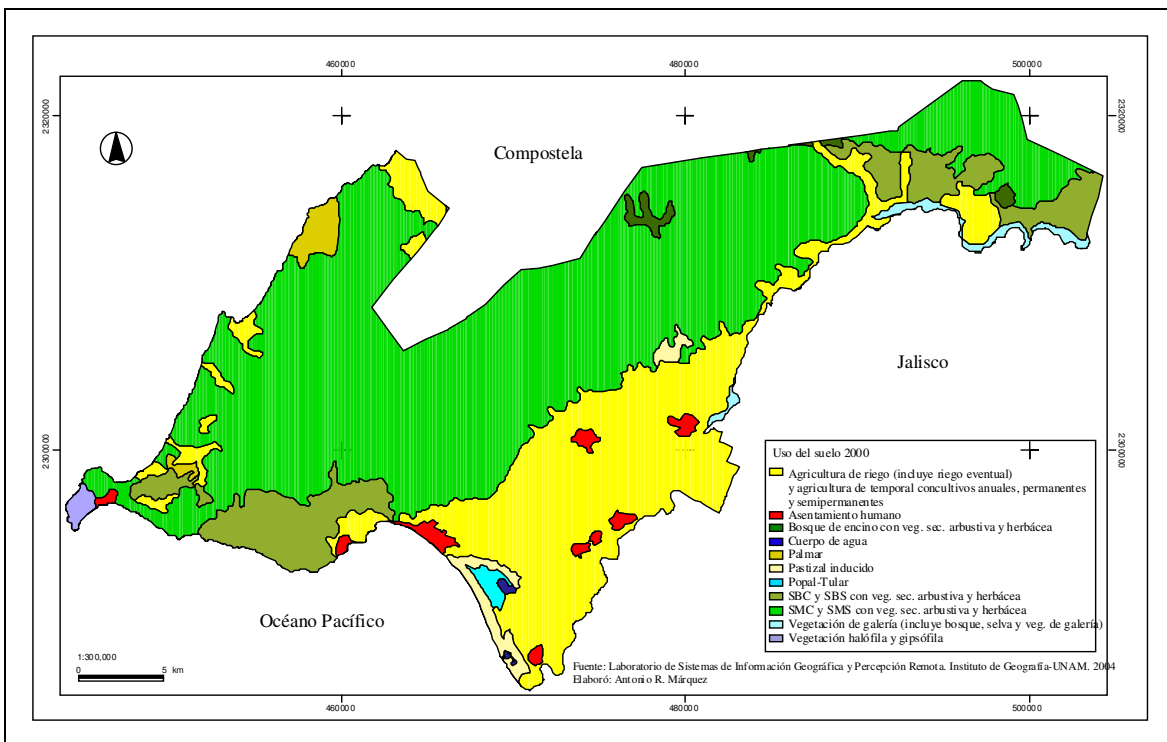 460000
480000
500000
2320000
2320000
Compostela
Jalisco
2300000
2300000
Océano Pacífico
Uso del suelo 2000
Agricultura de riego (incluye riego eventual)
y agricultura de temporal concultivos anuales, permanentes
y semipermanentes
Asentamiento humano
Bosque de encino con veg. sec. arbustiva y herbácea
Cuerpo de agua
Palmar
Pastizal inducido
Popal-Tular
SBC y SBS con veg. sec. arbustiva y herbácea
SMC y SMS con veg. sec. arbustiva y herbácea
Vegetación de galería (incluye bosque, selva y veg. de galería)
Vegetación halófila y gipsófila
1:300,000
0 5 km
Fuente: Laboratorio de Sistemas de Información Geográfica y Percepción Remota. Instituto de Geografía-UNAM. 2004
Elaboró: Antonio R. Márquez
460000
480000
500000